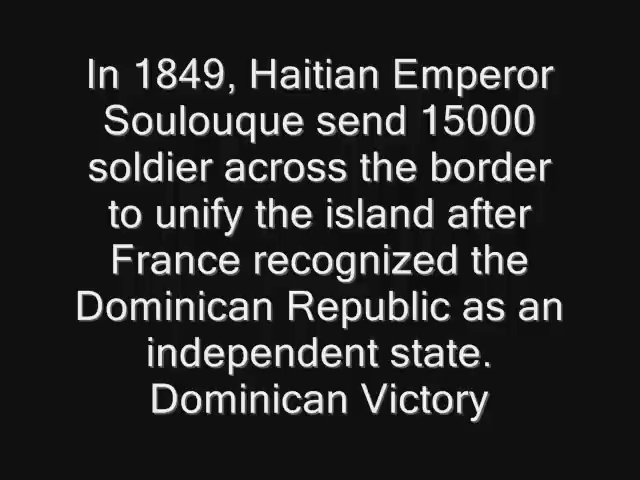 In 1849, Haitian Emperor
Soulouque send 15000
soldier across the border
to unify the island after
France recognized the
Dominican Republic as an
independent state.
Dominican Victory